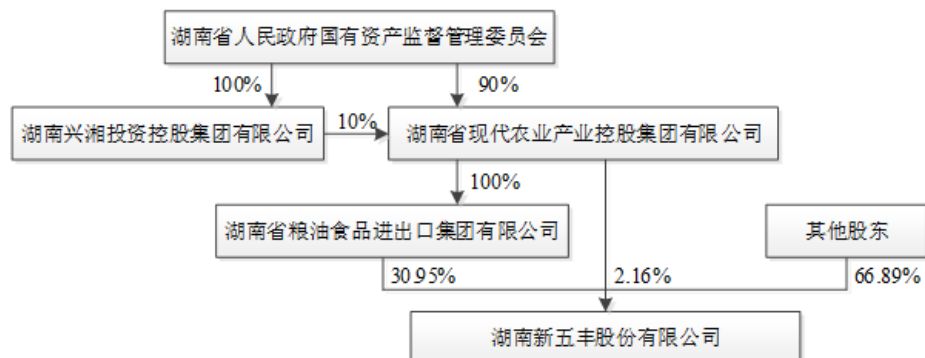 湖南省人民政府国有资产监督管理委员会
100%
90%
湖南兴湘投资控股集团有限公司
10%
湖南省现代农业产业控股集团有限公司
100%
湖南省粮油食品进出口集团有限公司
其他股东
30.95%
2.16%
66.89%
湖南新五丰股份有限公司